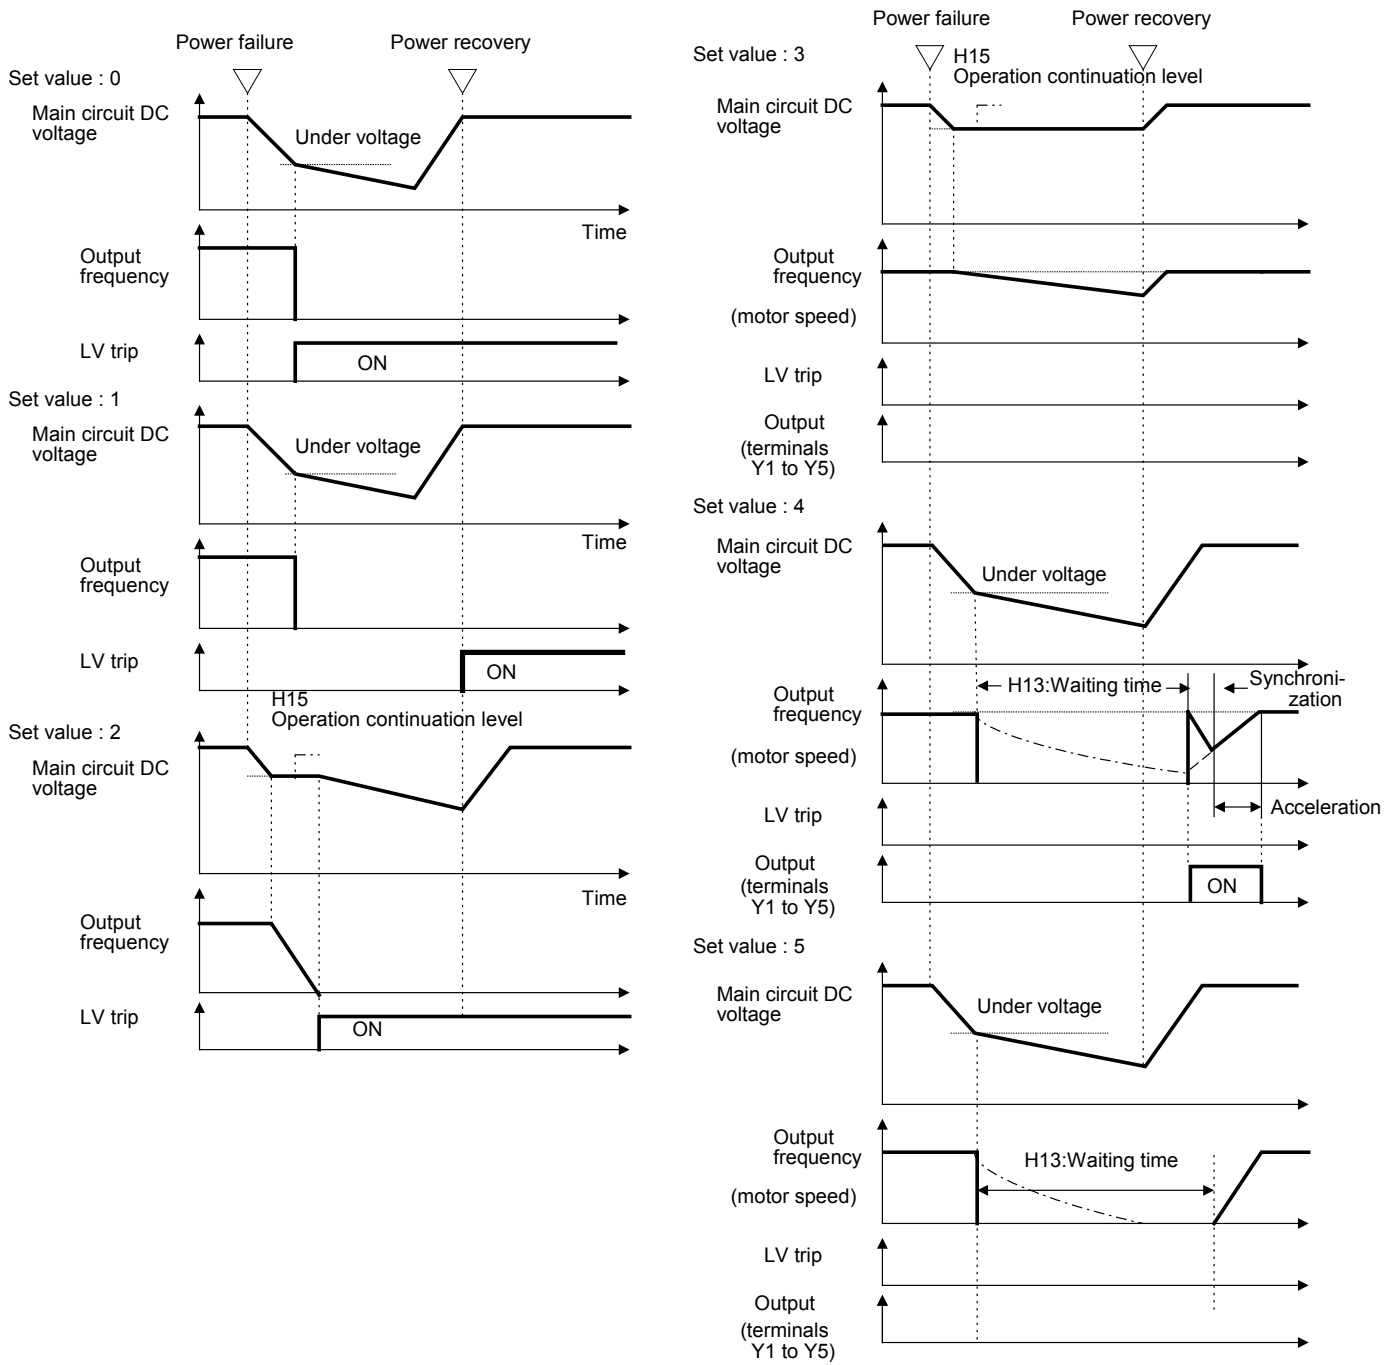 Power failure
Power recovery
Set value : 0
Main circuit DC
voltage
Under voltage
Time
Output
frequency
LV trip
ON
Set value : 1
Main circuit DC
voltage
Under voltage
Time
Output
frequency
LV trip
ON
H15
Operation continuation level
Set value : 2
Main circuit DC
voltage
Time
Output
frequency
LV trip
ON
Power failure
Power recovery
Set value : 3
H15
Operation continuation level
Main circuit DC
voltage
Output
frequency
(motor speed)
LV trip
Output
(terminals
Y1 to Y5)
Set value : 4
Main circuit DC
voltage
Under voltage
H13:Waiting time
Synchroni-
zation
Output
frequency
(motor speed)
Acceleration
LV trip
Output
(terminals
Y1 to Y5)
ON
Set value : 5
Main circuit DC
voltage
Under voltage
Output
frequency
H13:Waiting time
(motor speed)
LV trip
Output
(terminals
Y1 to Y5)